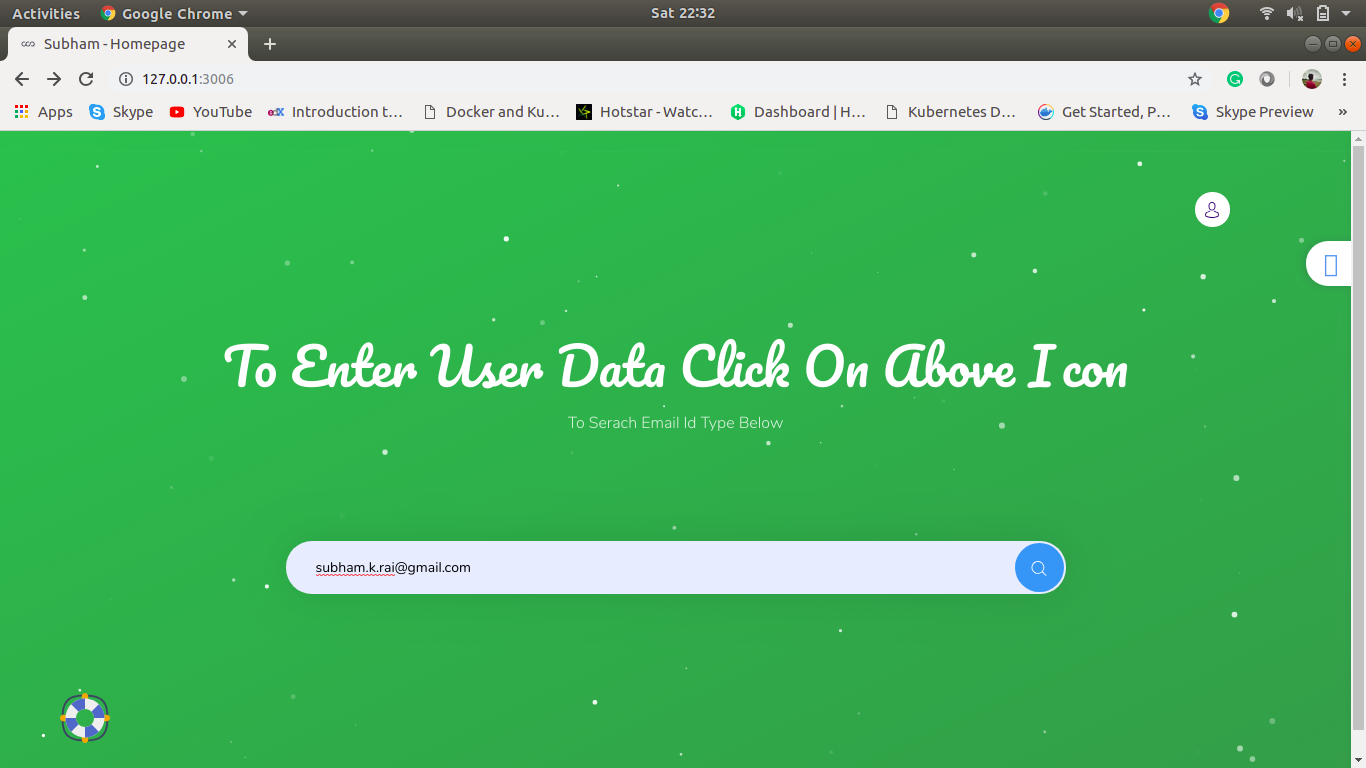 Activities Google Chrome Sat 22:32
Subham - Homepage
127.0.0.1:3006
Apps Skype YouTube Introduction t... Docker and Ku... Hotstar - Watc... Dashboard | H... Kubernetes D... Get Started, P... Skype Preview »
To Enter User Data Click On Above I con
To Serach Email Id Type Below
subham.k.rai@gmail.com